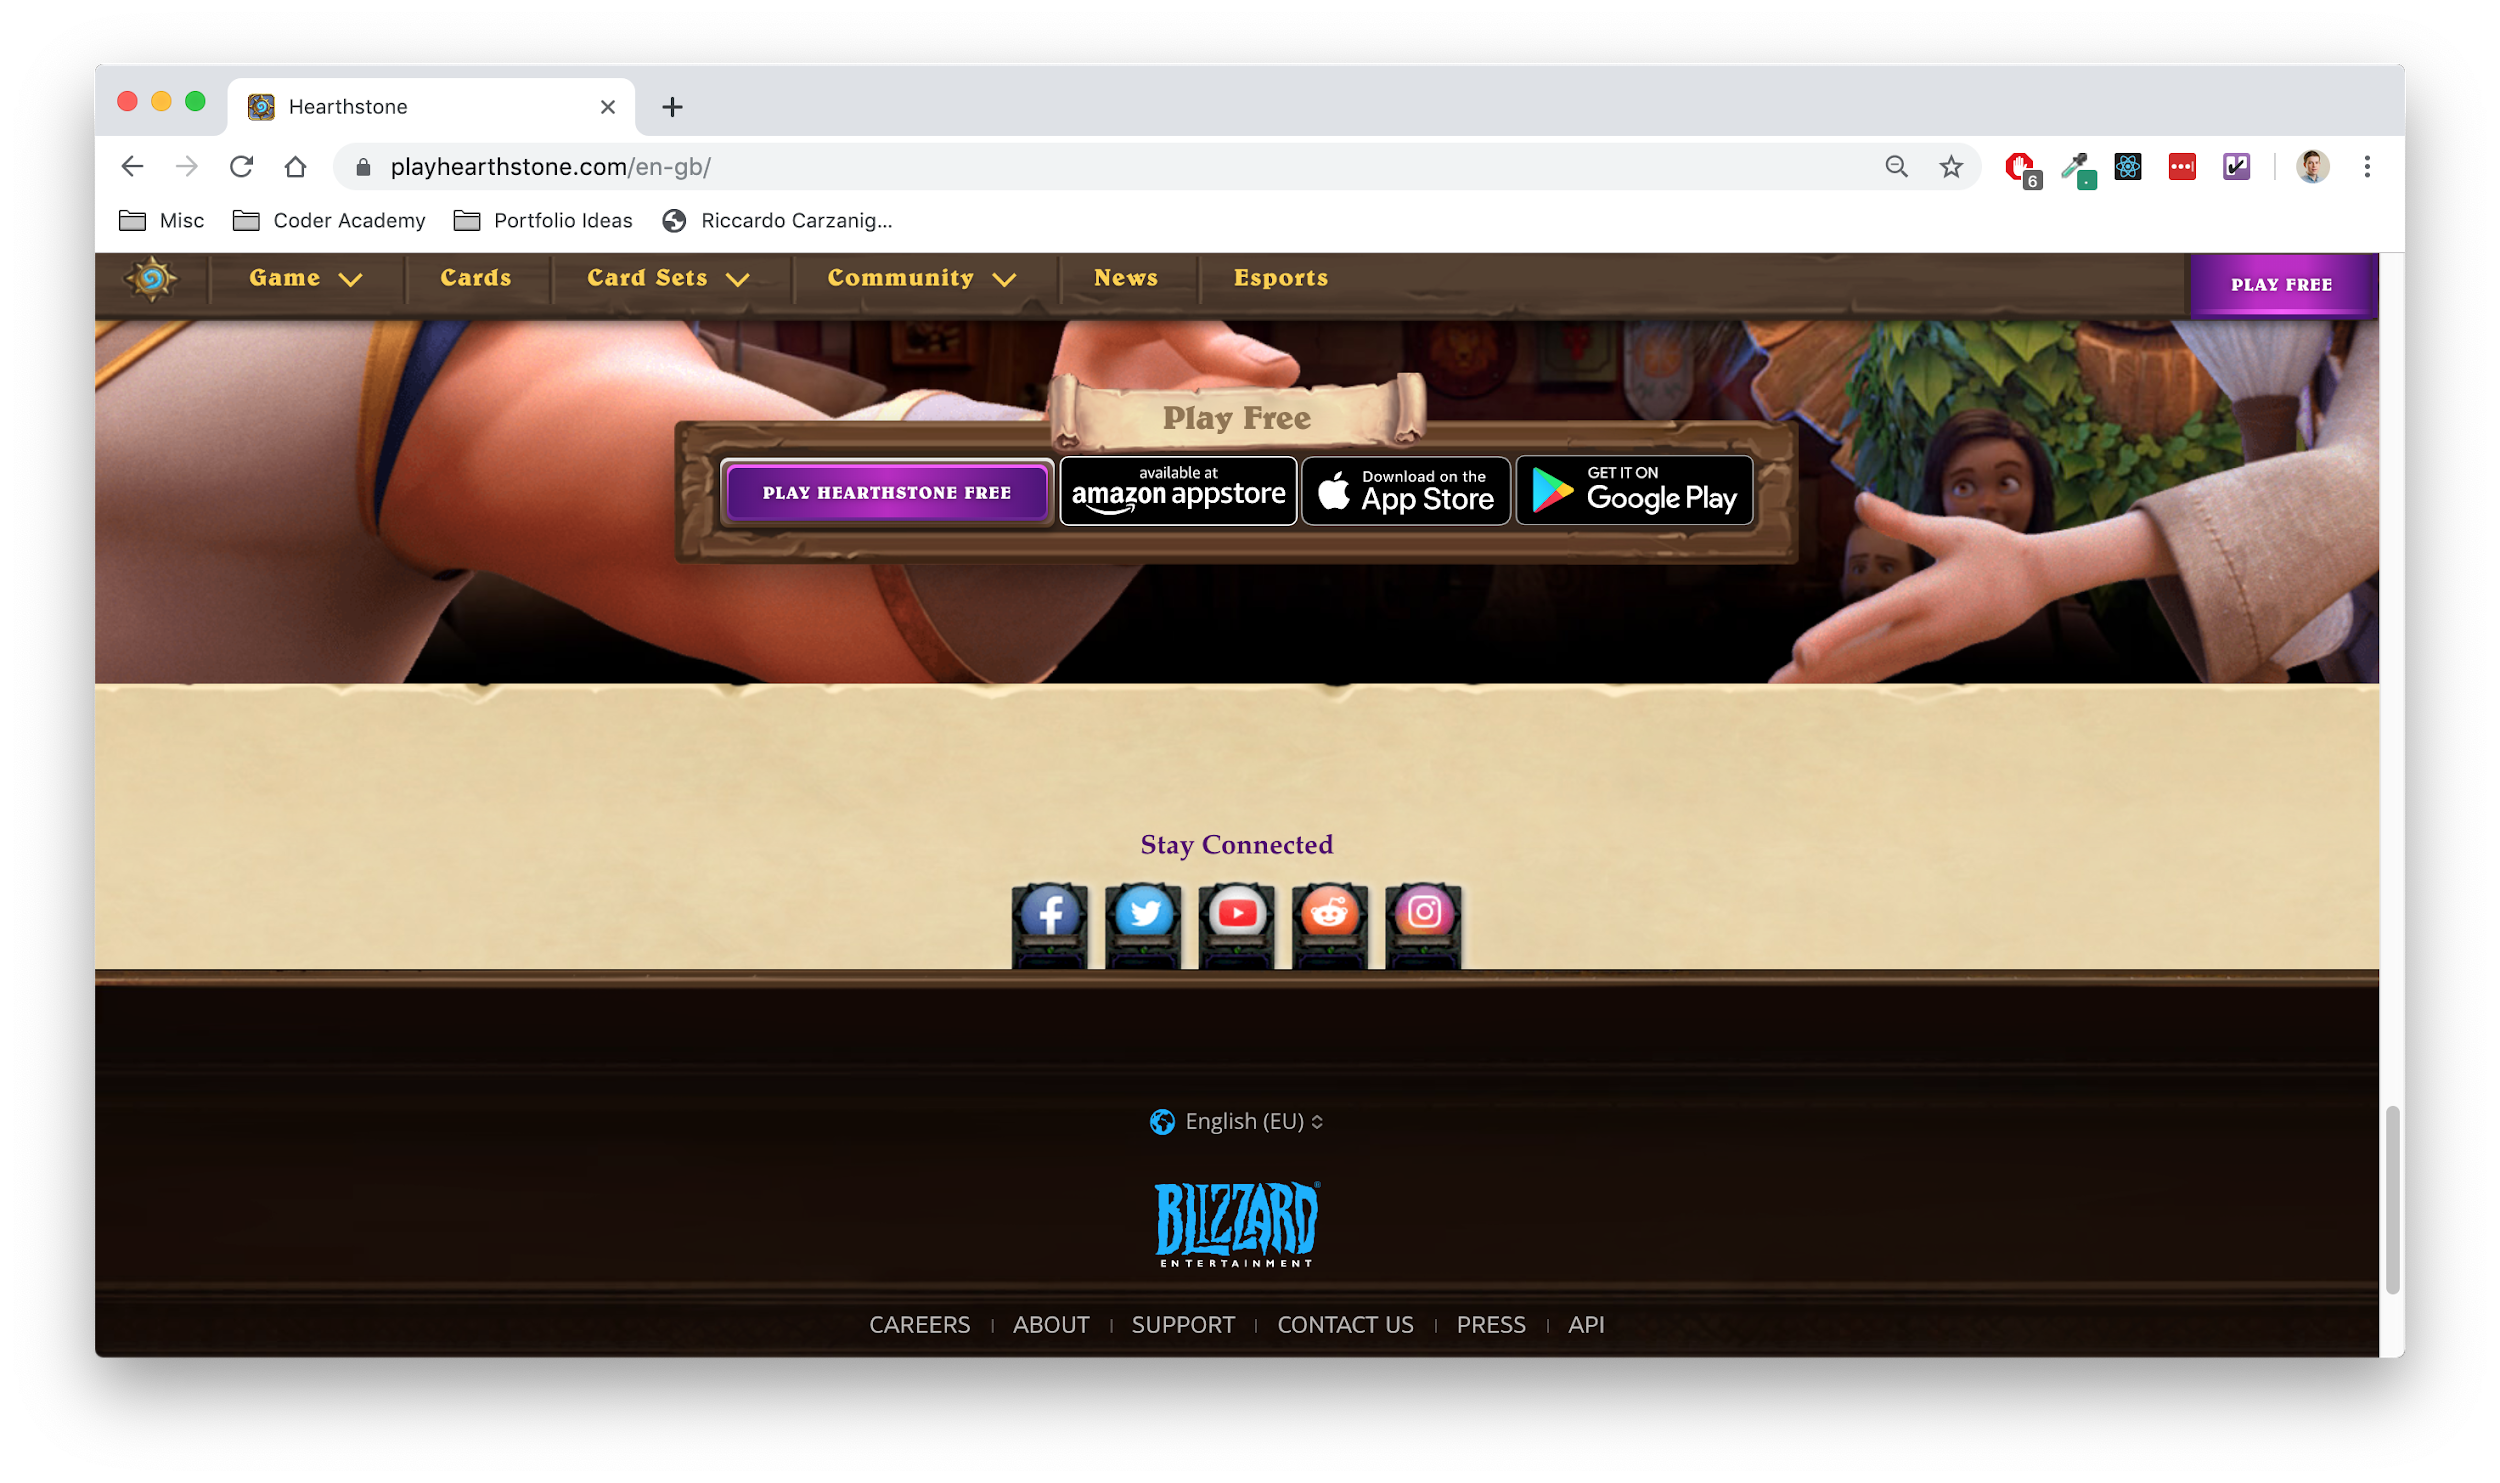 Hearthstone
playhearthstone.com/en-gb/
6
Misc Coder Academy Portfolio Ideas Riccardo Carzanig...
Game Cards Card Sets Community News Esports PLAY FREE
Play Free
PLAY HEARTHSTONE FREE
available at
amazon appstore
Download on the
App Store
GET IT ON
Google Play
Stay Connected
English (EU)
BLIZZARD®
ENTERTAINMENT
CAREERS | ABOUT | SUPPORT | CONTACT US | PRESS | API